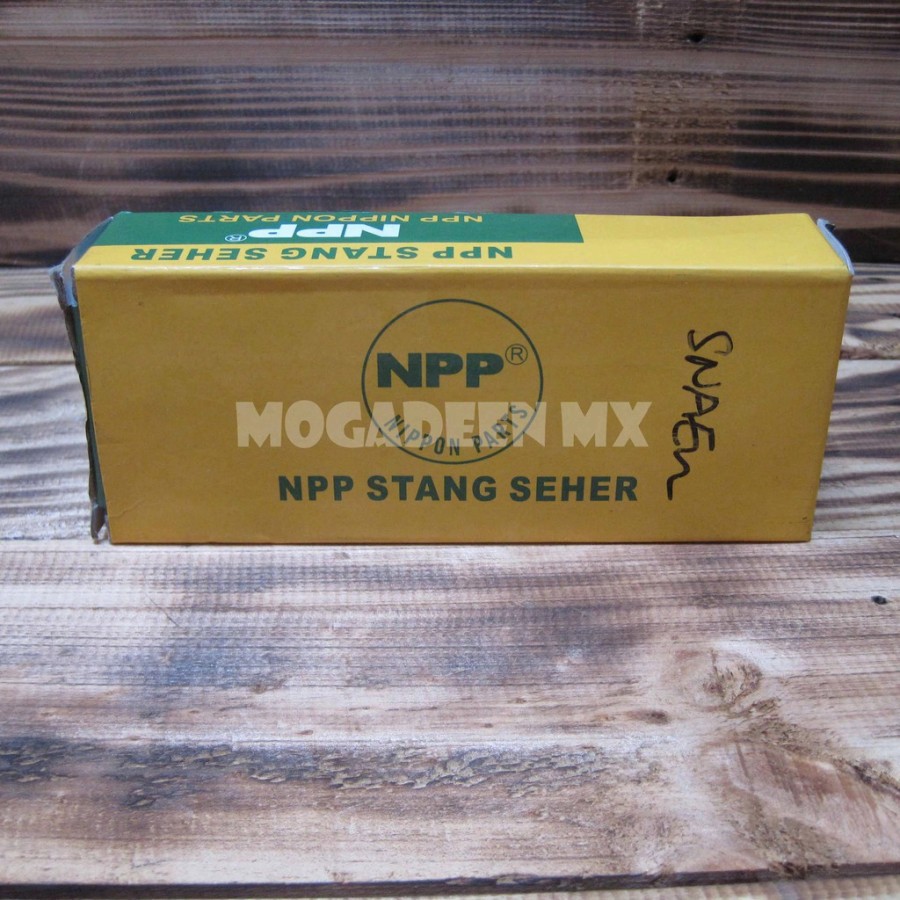 NPP NIPPON PARTS
NPP®
NPP STANG SEHER
NPP®
NIPPON PARTS
MOGADEEN MX
NPP STANG SEHER